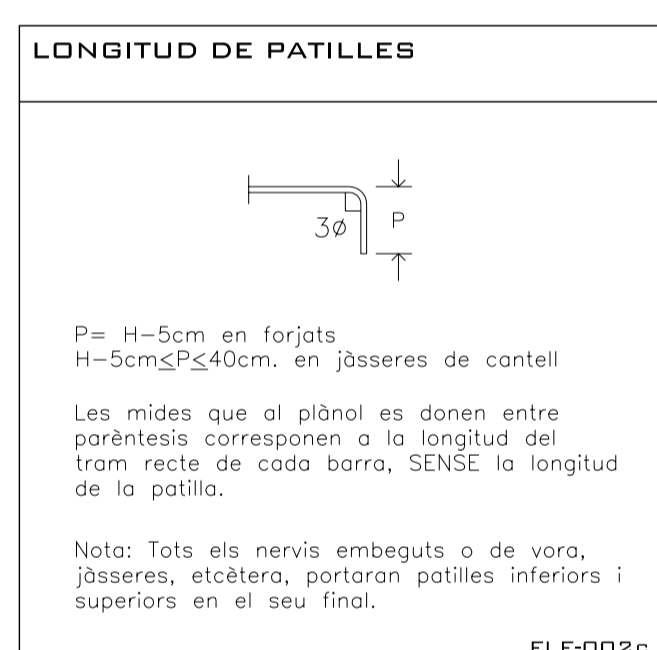 LONGITUD DE PATILLES
3ø
P
P= H-5cm en forjats
H-5cm≤P≤40cm. en jàsseres de cantell
Les mides que al plànol es donen entre
parèntesis corresponen a la longitud del
tram recte de cada barra, SENSE la longitud
de la patilla.
Nota: Tots els nervis embeguts o de vora,
jàsseres, etcètera, portaran patilles inferiors i
superiors en el seu final.